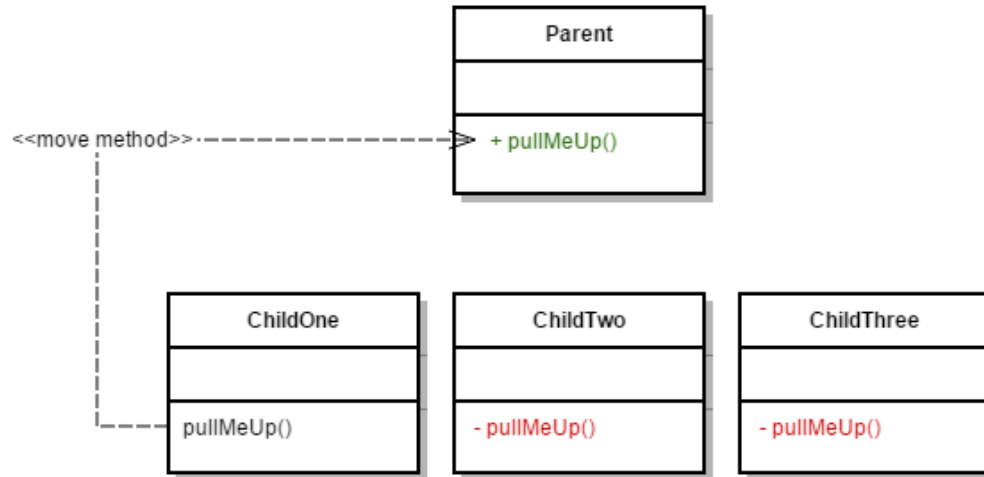 Parent
<<move method>>
+ pullMeUp()
ChildOne
ChildTwo
ChildThree
pullMeUp()
- pullMeUp()
- pullMeUp()